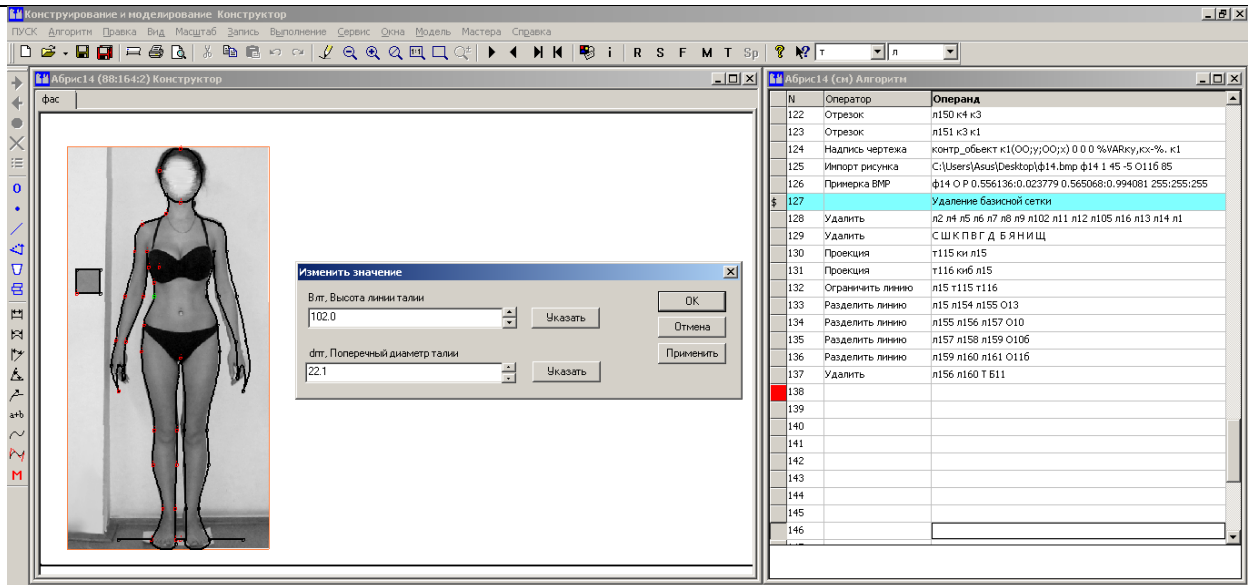 Конструирование и моделирование Конструктор
ПУСК Алгоритм Правка Вид Масштаб Запись Выполнение Сервис Окна Модель Мастера Справка
i R S F M T Sp т л
Абрис14 (88:164:2) Конструктор
фас
0
a+b
M
Изменить значение
Влт, Высота линии талии
102.0
Указать
OK
Отмена
dпт, Поперечный диаметр талии
22.1
Указать
Применить
Абрис14 (см) Алгоритм
N Оператор Операнд
122 Отрезок л150 к4 к3
123 Отрезок л151 к3 к1
124 Надпись чертежа контр_объект к1(ОО;у;ОО;х) 0 0 0 %VARку,кх-%. к1
125 Импорт рисунка C:\Users\Asus\Desktop\ф14.bmp ф14 1 45 -5 О11б 85
126 Примерка BMP ф14 О Р 0.556136:0.023779 0.565068:0.994081 255:255:255
$ 127 Удаление базисной сетки
128 Удалить л2 л4 л5 л6 л7 л8 л9 л102 л11 л12 л105 л16 л13 л14 л1
129 Удалить С Ш К П В Г Д Б Я Н И Щ
130 Проекция т115 ки л15
131 Проекция т116 киб л15
132 Ограничить линию л15 т115 т116
133 Разделить линию л15 л154 л155 О13
134 Разделить линию л155 л156 л157 О10
135 Разделить линию л157 л158 л159 О10б
136 Разделить линию л159 л160 л161 О11б
137 Удалить л156 л160 Т Б11
138
139
140
141
142
143
144
145
146